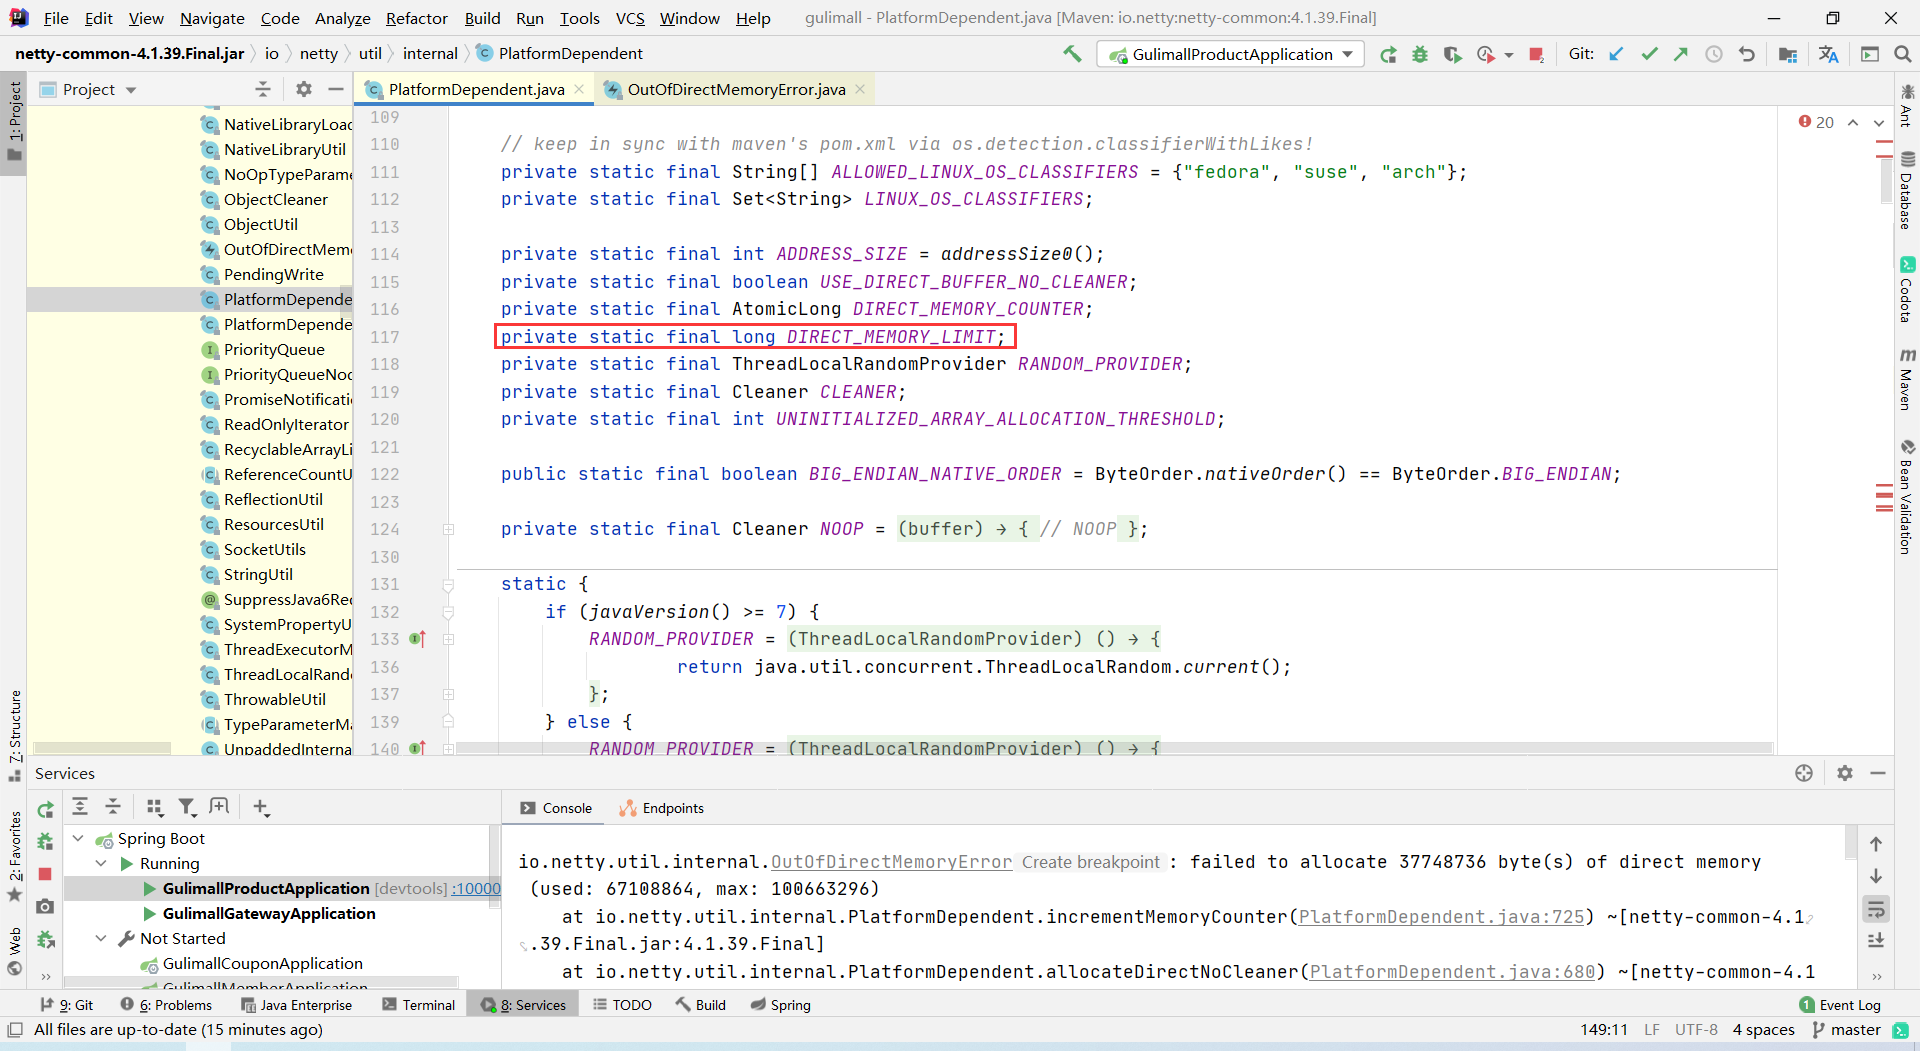 File Edit View Navigate Code Analyze Refactor Build Run Tools VCS Window Help gulimall - PlatformDependent.java [Maven: io.netty:netty-common:4.1.39.Final]
netty-common-4.1.39.Final.jar io netty util internal PlatformDependent GulimallProductApplication Git:
1: Project
Project
PlatformDependent.java OutOfDirectMemoryError.java
NativeLibraryLoad
NativeLibraryUtil
NoOpTypeParame
ObjectCleaner
ObjectUtil
OutOfDirectMem
PendingWrite
PlatformDepende
PlatformDepende
PriorityQueue
PriorityQueueNod
PromiseNotificati
ReadOnlyIterator
RecyclableArrayLi
ReferenceCountU
ReflectionUtil
ResourcesUtil
SocketUtils
StringUtil
SuppressJava6Req
SystemPropertyU
ThreadExecutorM
ThreadLocalRando
ThrowableUtil
TypeParameterMa
UnpaddedInterna
20
109
110 // keep in sync with maven's pom.xml via os.detection.classifierWithLikes!
111 private static final String[] ALLOWED_LINUX_OS_CLASSIFIERS = {"fedora", "suse", "arch"};
112 private static final Set<String> LINUX_OS_CLASSIFIERS;
113
114 private static final int ADDRESS_SIZE = addressSize0();
115 private static final boolean USE_DIRECT_BUFFER_NO_CLEANER;
116 private static final AtomicLong DIRECT_MEMORY_COUNTER;
117 private static final long DIRECT_MEMORY_LIMIT;
118 private static final ThreadLocalRandomProvider RANDOM_PROVIDER;
119 private static final Cleaner CLEANER;
120 private static final int UNINITIALIZED_ARRAY_ALLOCATION_THRESHOLD;
121
122 public static final boolean BIG_ENDIAN_NATIVE_ORDER = ByteOrder.nativeOrder() == ByteOrder.BIG_ENDIAN;
123
124 private static final Cleaner NOOP = (buffer) → { // NOOP };
130
131 static {
132 if (javaVersion() >= 7) {
133 RANDOM_PROVIDER = (ThreadLocalRandomProvider) () → {
136 return java.util.concurrent.ThreadLocalRandom.current();
137 };
139 } else {
140 RANDOM_PROVIDER = (ThreadLocalRandomProvider) () → {
Ant
Database
Codota
Maven
Bean Validation
7: Structure
2: Favorites
Web
Services
Spring Boot
Running
GulimallProductApplication [devtools] :10000
GulimallGatewayApplication
Not Started
GulimallCouponApplication
GulimallMemberApplication
Console Endpoints
io.netty.util.internal.OutOfDirectMemoryError Create breakpoint : failed to allocate 37748736 byte(s) of direct memory
(used: 67108864, max: 100663296)
at io.netty.util.internal.PlatformDependent.incrementMemoryCounter(PlatformDependent.java:725) ~[netty-common-4.1
.39.Final.jar:4.1.39.Final]
at io.netty.util.internal.PlatformDependent.allocateDirectNoCleaner(PlatformDependent.java:680) ~[netty-common-4.1
9: Git 6: Problems Java Enterprise Terminal 8: Services TODO Build Spring 1 Event Log
All files are up-to-date (15 minutes ago) 149:11 LF UTF-8 4 spaces master